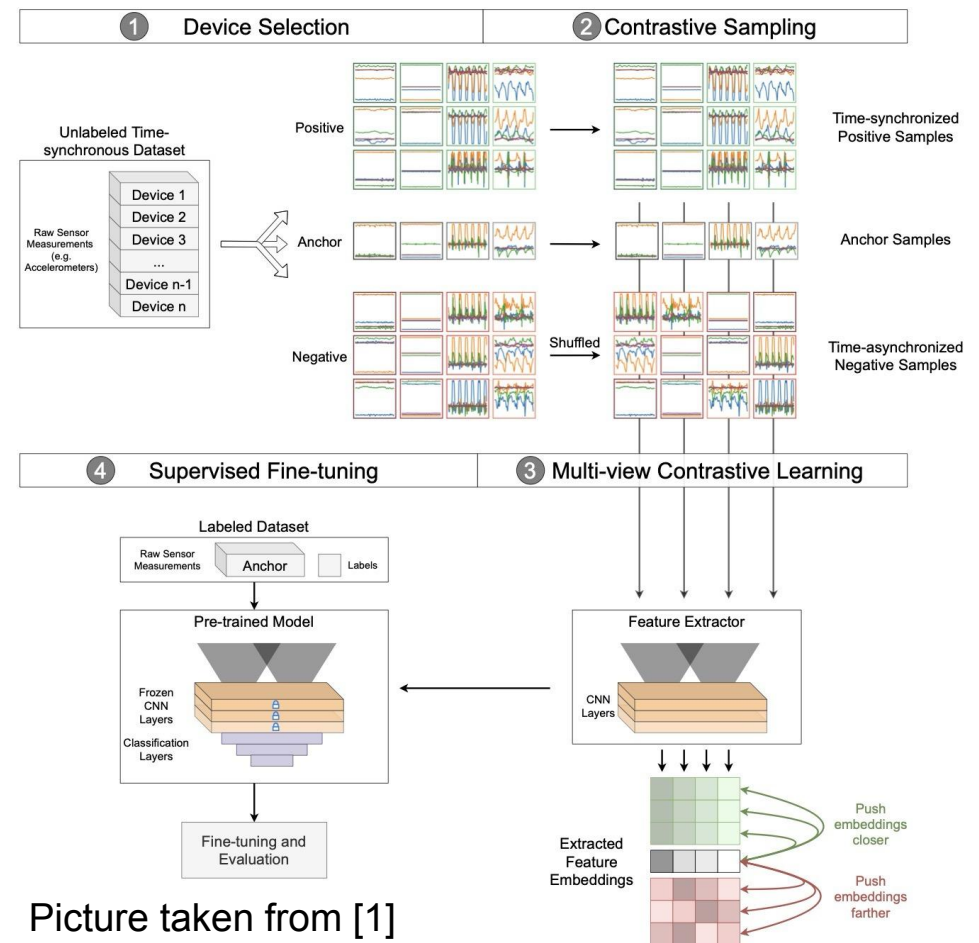 1 Device Selection
2 Contrastive Sampling
Unlabeled Time-
synchronous Dataset
Raw Sensor
Measurements
(e.g.
Accelerometers)
Device 1
Device 2
Device 3
...
Device n-1
Device n
Positive
Anchor
Negative
Shuffled
Time-synchronized
Positive Samples
Anchor Samples
Time-asynchronized
Negative Samples
4 Supervised Fine-tuning
3 Multi-view Contrastive Learning
Labeled Dataset
Raw Sensor
Measurements
Anchor
Labels
Pre-trained Model
Frozen
CNN
Layers
Classification
Layers
Fine-tuning and
Evaluation
Feature Extractor
CNN
Layers
Extracted
Feature
Embeddings
Push
embeddings
closer
Push
embeddings
farther
Picture taken from [1]